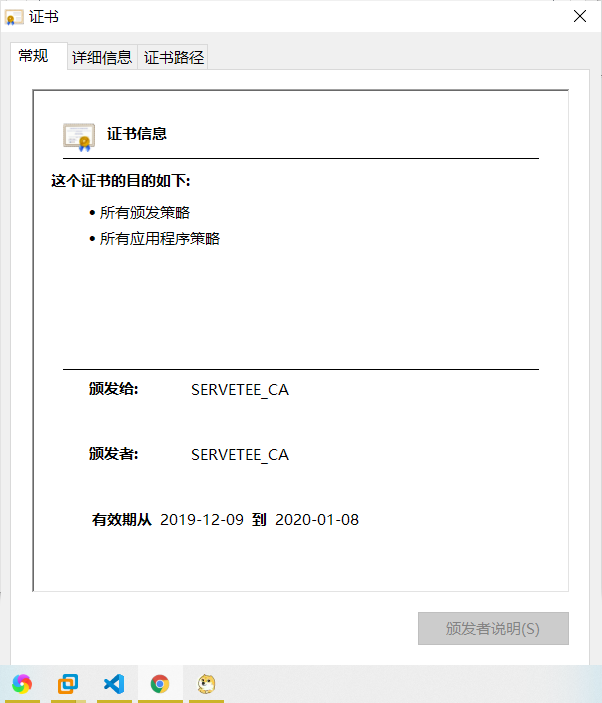 证书
常规 详细信息 证书路径
证书信息
这个证书的目的如下:
• 所有颁发策略
• 所有应用程序策略
颁发给: SERVETEE_CA
颁发者: SERVETEE_CA
有效期从 2019-12-09 到 2020-01-08
颁发者说明(S)